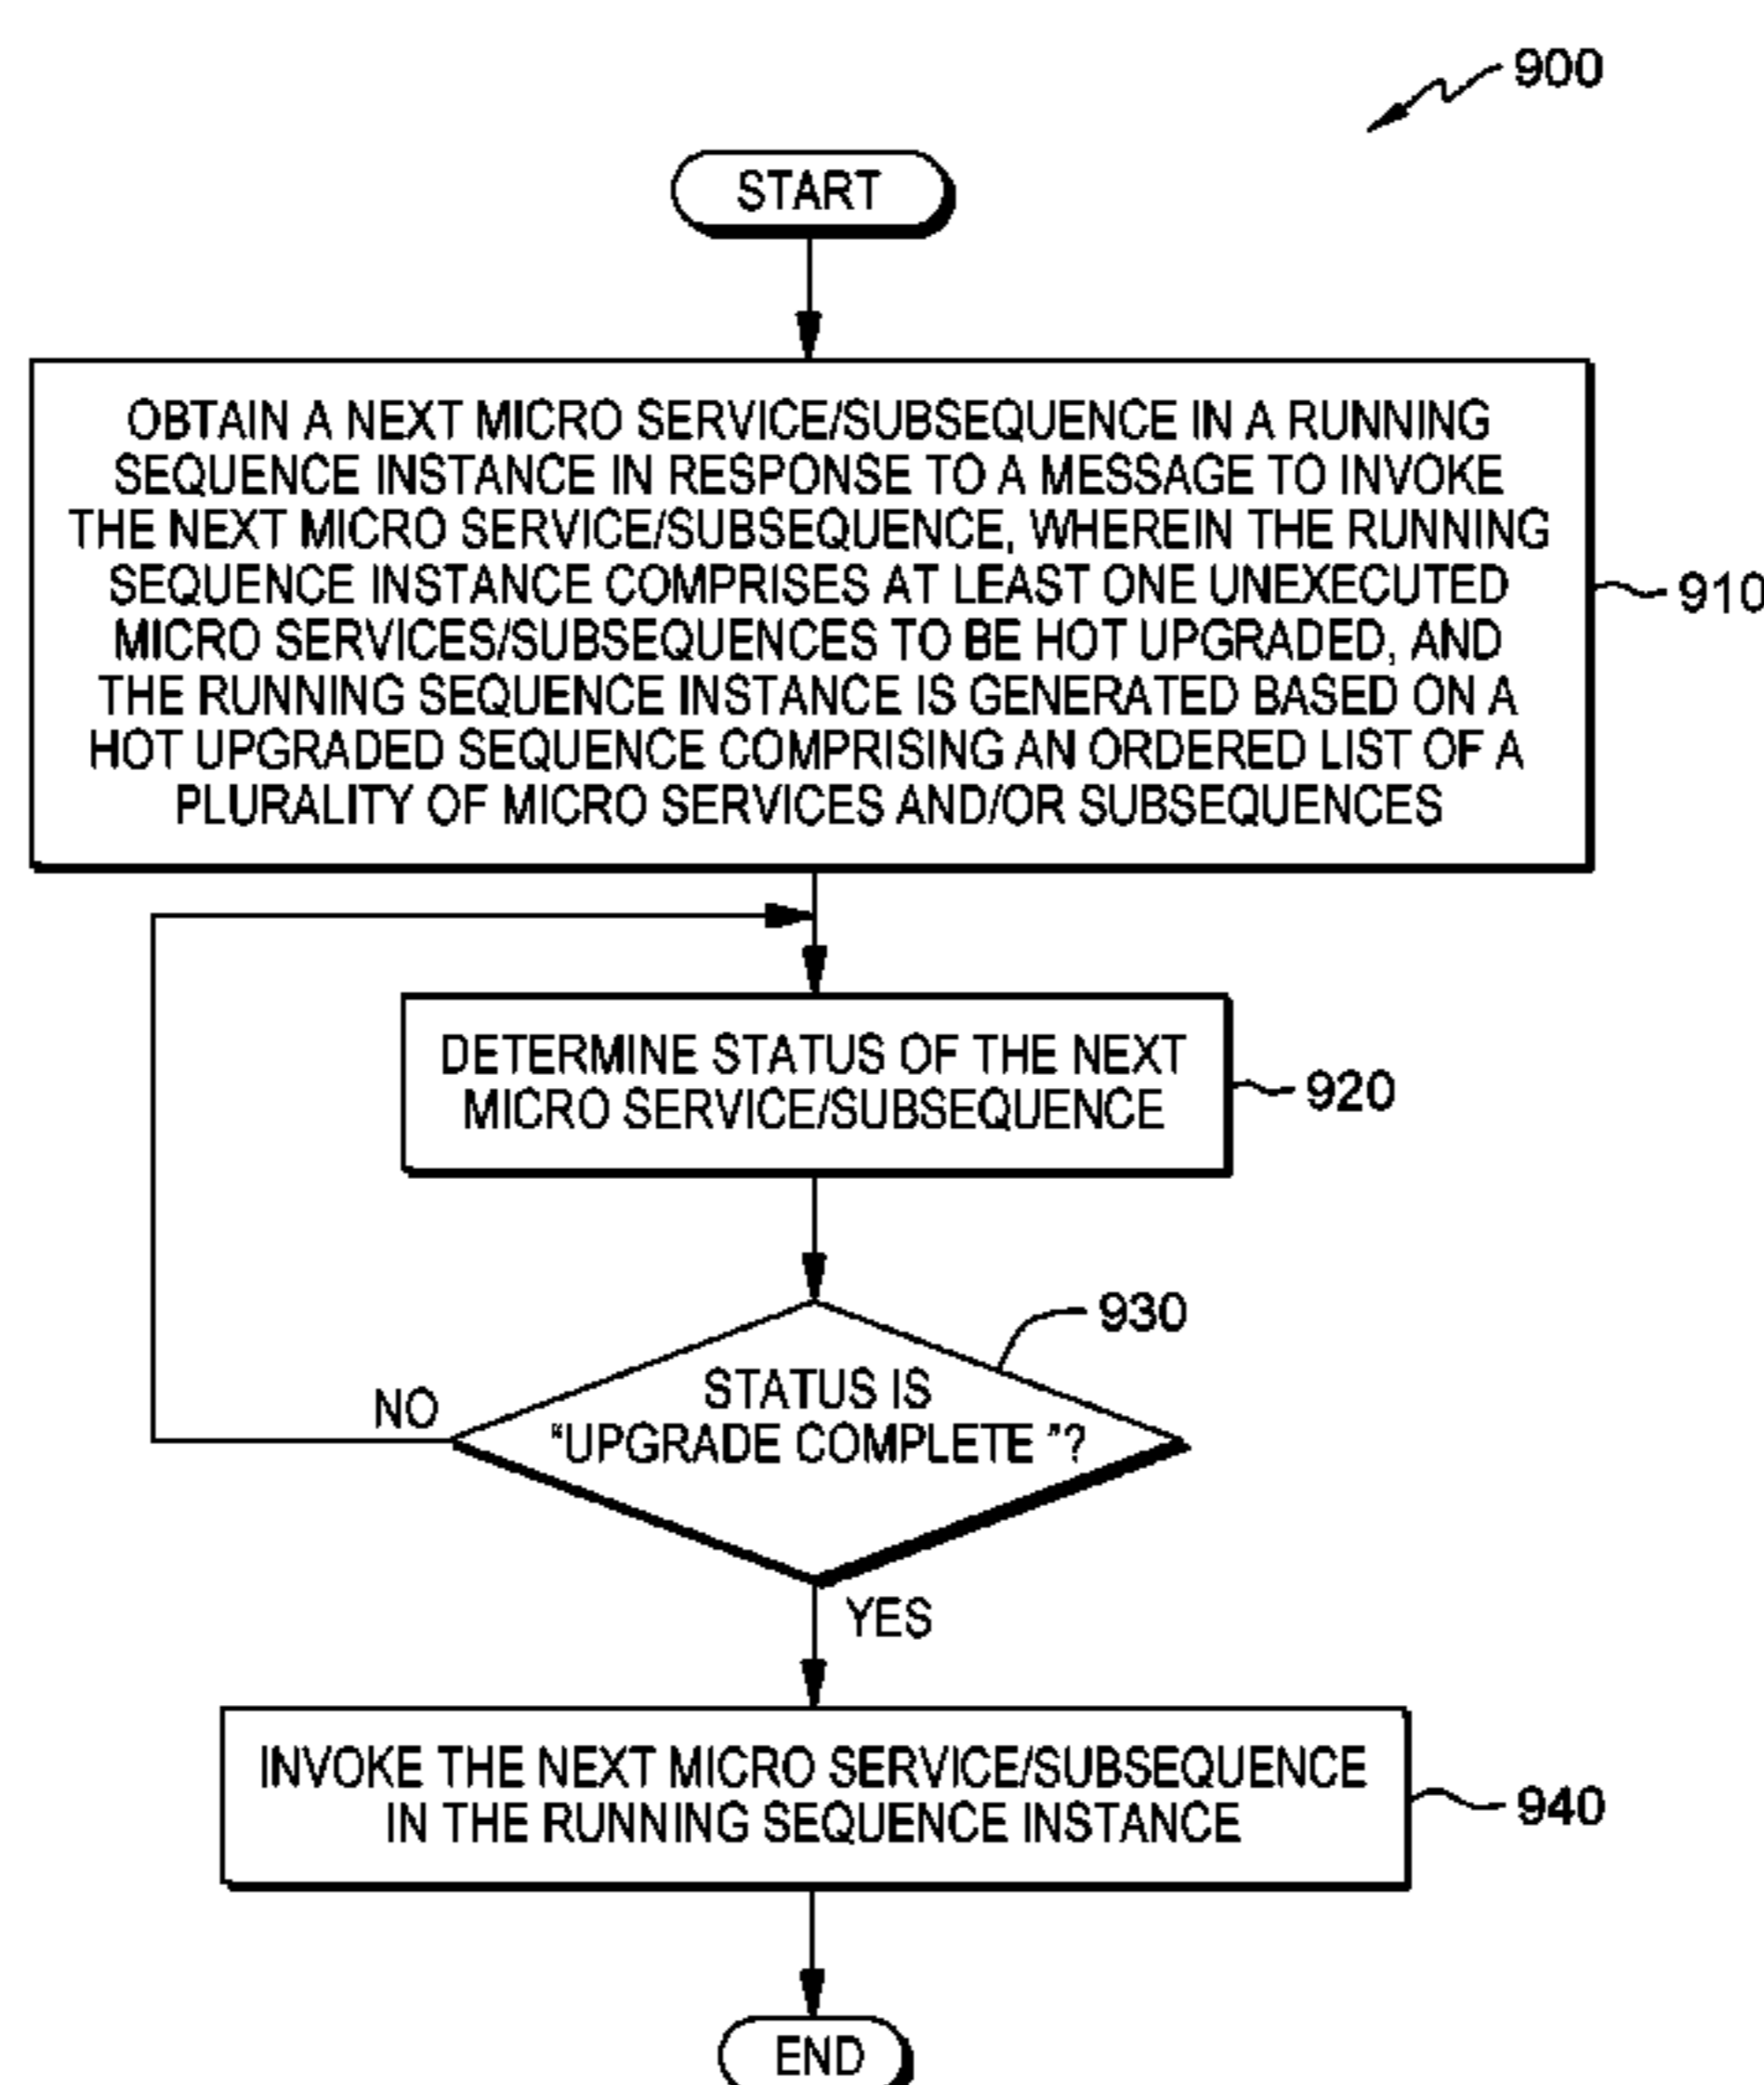 900
START
OBTAIN A NEXT MICRO SERVICE/SUBSEQUENCE IN A RUNNING
SEQUENCE INSTANCE IN RESPONSE TO A MESSAGE TO INVOKE
THE NEXT MICRO SERVICE/SUBSEQUENCE, WHEREIN THE RUNNING
SEQUENCE INSTANCE COMPRISES AT LEAST ONE UNEXECUTED
MICRO SERVICES/SUBSEQUENCES TO BE HOT UPGRADED, AND
THE RUNNING SEQUENCE INSTANCE IS GENERATED BASED ON A
HOT UPGRADED SEQUENCE COMPRISING AN ORDERED LIST OF A
PLURALITY OF MICRO SERVICES AND/OR SUBSEQUENCES
910
DETERMINE STATUS OF THE NEXT
MICRO SERVICE/SUBSEQUENCE
920
930
STATUS IS
"UPGRADE COMPLETE "?
NO
YES
INVOKE THE NEXT MICRO SERVICE/SUBSEQUENCE
IN THE RUNNING SEQUENCE INSTANCE
940
END